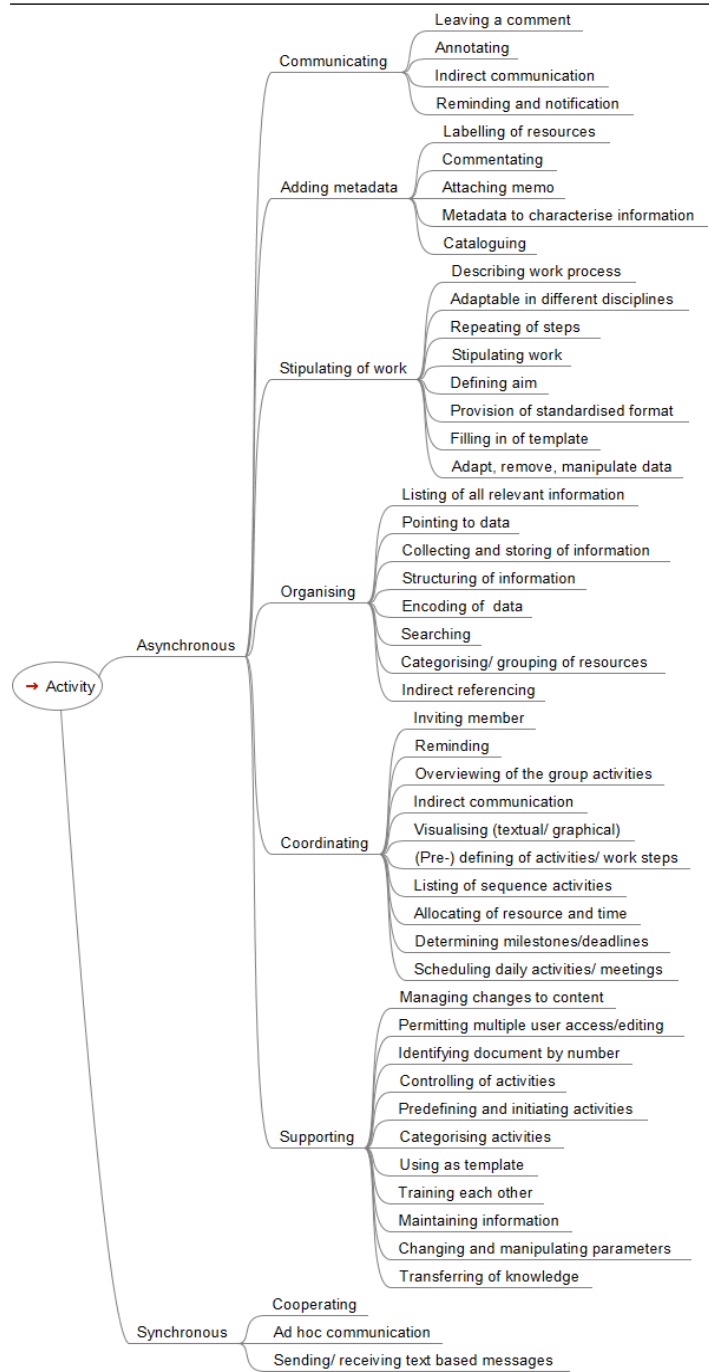 Leaving a comment
Annotating
Communicating
Indirect communication
Reminding and notification
Labelling of resources
Commentating
Adding metadata
Attaching memo
Metadata to characterise information
Cataloguing
Describing work process
Adaptable in different disciplines
Repeating of steps
Stipulating work
Stipulating of work
Defining aim
Provision of standardised format
Filling in of template
Adapt, remove, manipulate data
Listing of all relevant information
Pointing to data
Collecting and storing of information
Structuring of information
Organising
Encoding of  data
Searching
Asynchronous
Categorising/ grouping of resources
→ Activity
Indirect referencing
Inviting member
Reminding
Overviewing of the group activities
Indirect communication
Visualising (textual/ graphical)
Coordinating
(Pre-) defining of activities/ work steps
Listing of sequence activities
Allocating of resource and time
Determining milestones/deadlines
Scheduling daily activities/ meetings
Managing changes to content
Permitting multiple user access/editing
Identifying document by number
Controlling of activities
Predefining and initiating activities
Supporting
Categorising activities
Using as template
Training each other
Maintaining information
Changing and manipulating parameters
Transferring of knowledge
Cooperating
Synchronous
Ad hoc communication
Sending/ receiving text based messages